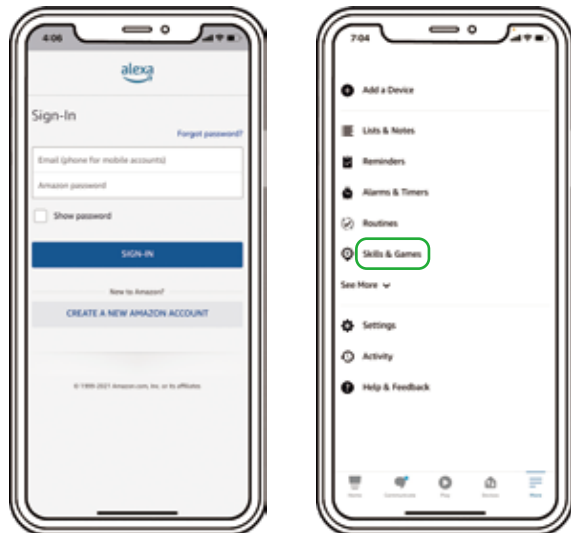 4:06
alexa
Sign-In
Forgot password?
Email (phone for mobile accounts)
Amazon password
Show password
SIGN-IN
New to Amazon?
CREATE A NEW AMAZON ACCOUNT
© 1999-2021 Amazon.com, Inc. or its affiliates
7:04
Add a Device
Lists & Notes
Reminders
Alarms & Timers
Routines
Skills & Games
See More
Settings
Activity
Help & Feedback
Home Communicate Play Devices More